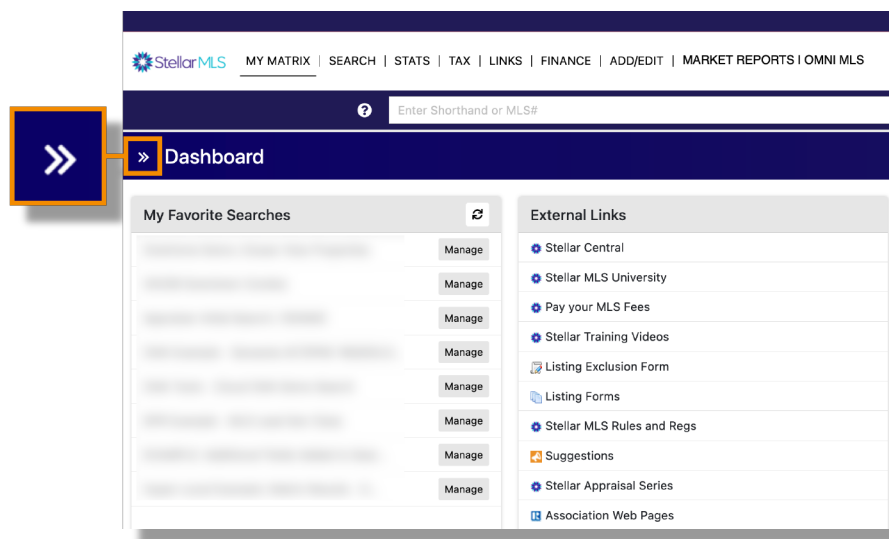 StellarMLS MY MATRIX | SEARCH | STATS | TAX | LINKS | FINANCE | ADD/EDIT | MARKET REPORTS I OMNI MLS
? Enter Shorthand or MLS#
»
» Dashboard
My Favorite Searches
Manage
Manage
Manage
Manage
Manage
Manage
Manage
Manage
External Links
Stellar Central
Stellar MLS University
Pay your MLS Fees
Stellar Training Videos
Listing Exclusion Form
Listing Forms
Stellar MLS Rules and Regs
Suggestions
Stellar Appraisal Series
Association Web Pages